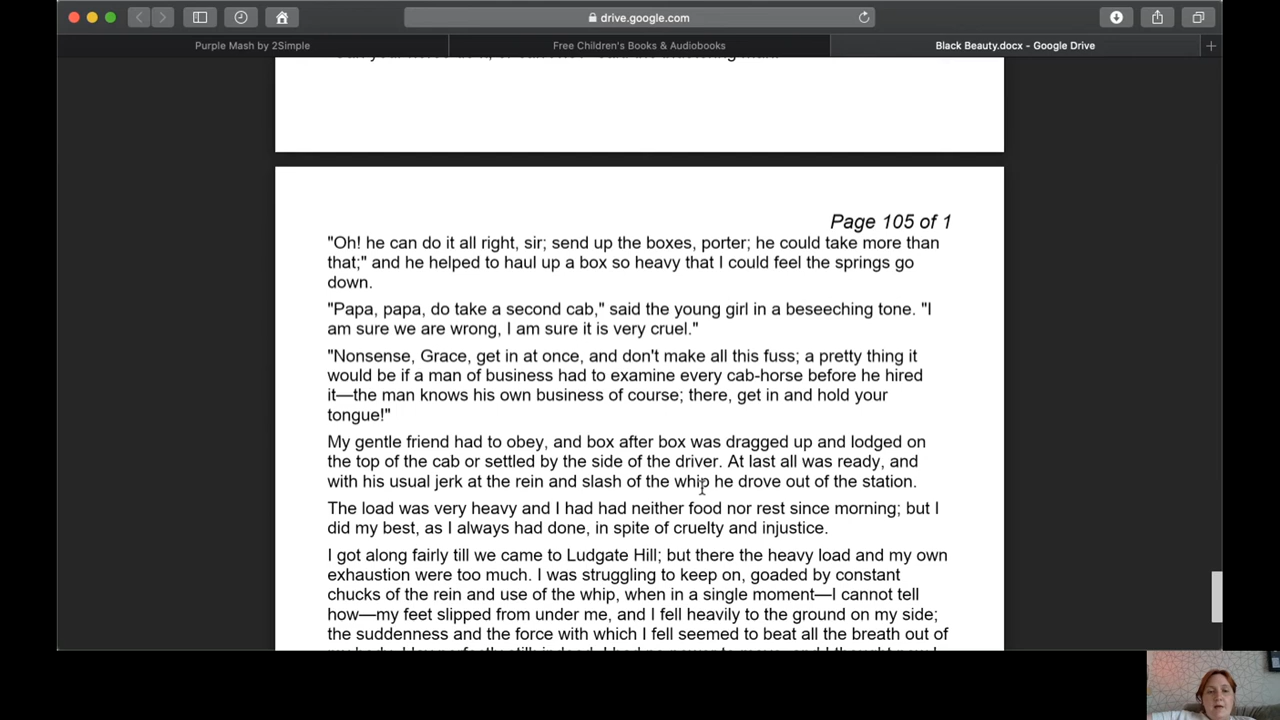 drive.google.com
Purple Mash by 2Simple
Free Children's Books & Audiobooks
Black Beauty.docx - Google Drive
Page 105 of 1
"Oh! he can do it all right, sir; send up the boxes, porter; he could take more than
that;" and he helped to haul up a box so heavy that I could feel the springs go
down.
"Papa, papa, do take a second cab," said the young girl in a beseeching tone. "I
am sure we are wrong, I am sure it is very cruel."
"Nonsense, Grace, get in at once, and don't make all this fuss; a pretty thing it
would be if a man of business had to examine every cab-horse before he hired
it—the man knows his own business of course; there, get in and hold your
tongue!"
My gentle friend had to obey, and box after box was dragged up and lodged on
the top of the cab or settled by the side of the driver. At last all was ready, and
with his usual jerk at the rein and slash of the whip he drove out of the station.
The load was very heavy and I had had neither food nor rest since morning; but I
did my best, as I always had done, in spite of cruelty and injustice.
I got along fairly till we came to Ludgate Hill; but there the heavy load and my own
exhaustion were too much. I was struggling to keep on, goaded by constant
chucks of the rein and use of the whip, when in a single moment—I cannot tell
how—my feet slipped from under me, and I fell heavily to the ground on my side;
the suddenness and the force with which I fell seemed to beat all the breath out of